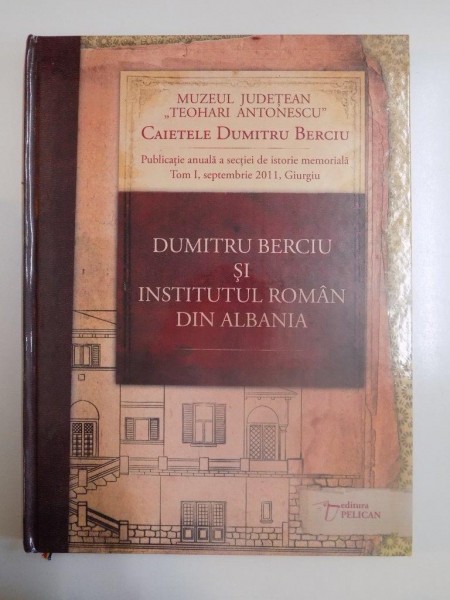 MUZEUL JUDEȚEAN
„TEOHARI ANTONESCU”
CAIETELE DUMITRU BERCIU
Publicație anuală a secției de istorie memorială
Tom I, septembrie 2011, Giurgiu
DUMITRU BERCIU
ȘI
INSTITUTUL ROMÂN
DIN ALBANIA
editura
PELICAN